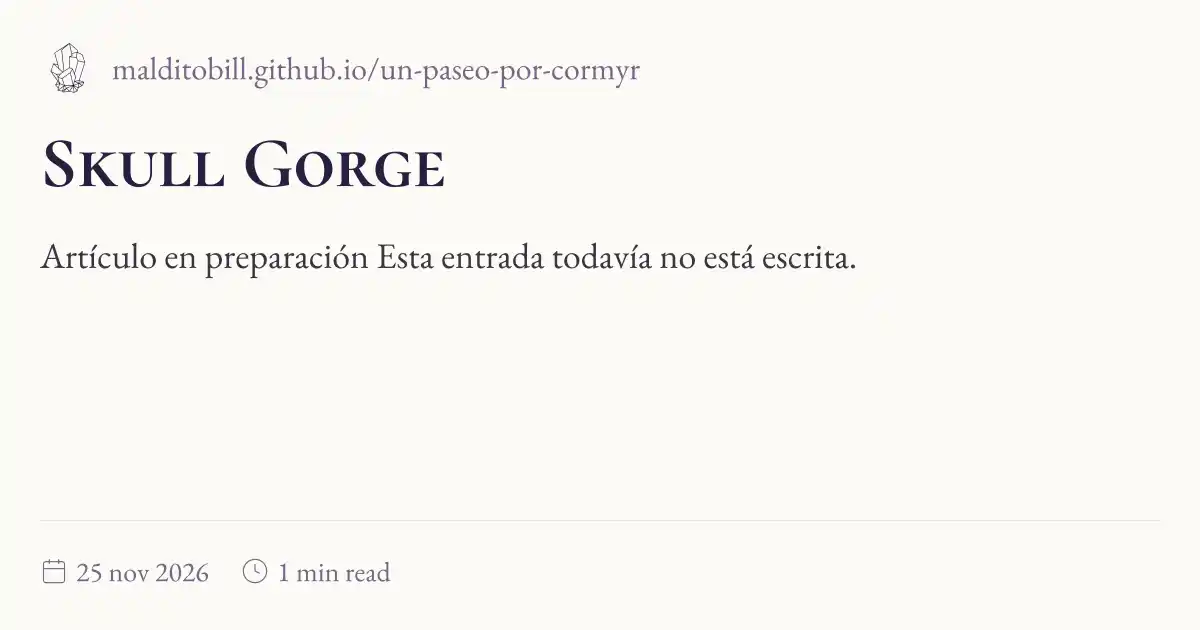 malditobill.github.io/un-paseo-por-cormyr
Skull Gorge
Artículo en preparación Esta entrada todavía no está escrita.
25 nov 2026
1 min read